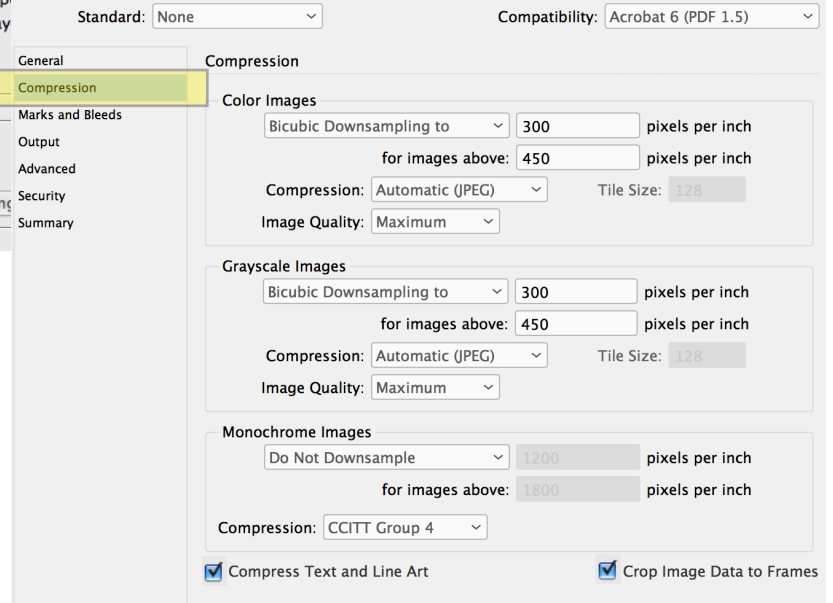 Standard: None Compatibility: Acrobat 6 (PDF 1.5)
General
Compression
Marks and Bleeds
Output
Advanced
Security
Summary
Compression
Color Images
Bicubic Downsampling to 300 pixels per inch
for images above: 450 pixels per inch
Compression: Automatic (JPEG) Tile Size: 128
Image Quality: Maximum
Grayscale Images
Bicubic Downsampling to 300 pixels per inch
for images above: 450 pixels per inch
Compression: Automatic (JPEG) Tile Size: 128
Image Quality: Maximum
Monochrome Images
Do Not Downsample 1200 pixels per inch
for images above: 1800 pixels per inch
Compression: CCITT Group 4
Compress Text and Line Art Crop Image Data to Frames